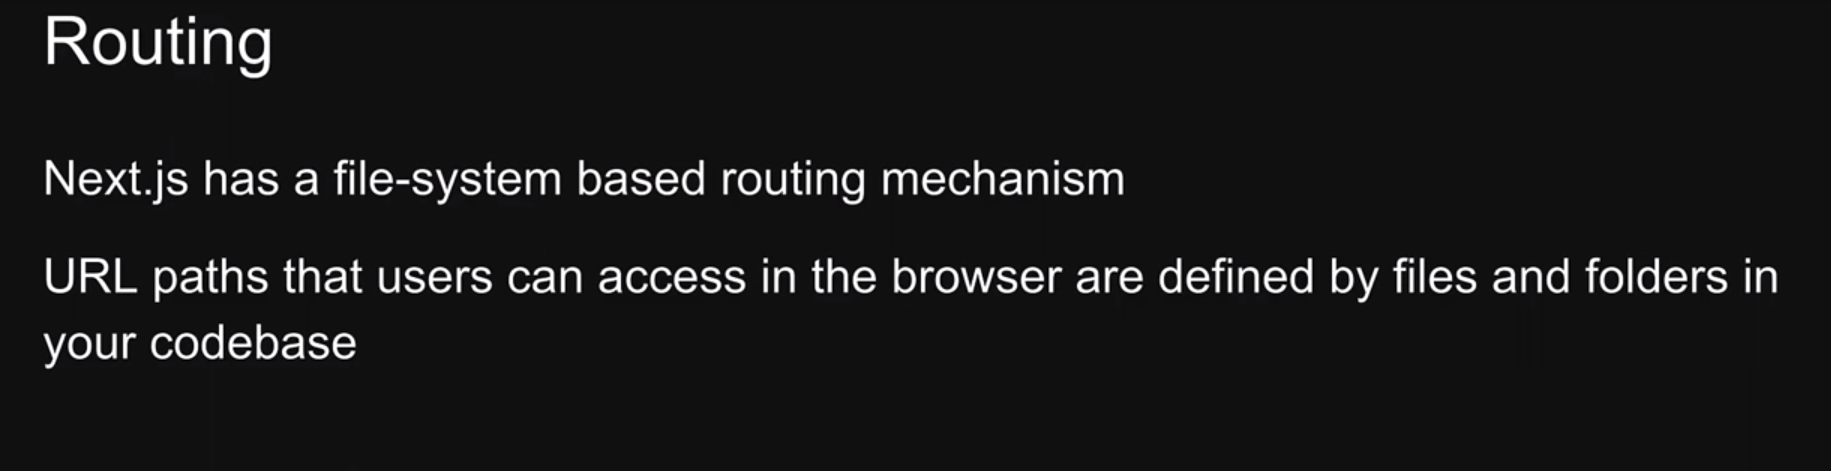 Routing
Next.js has a file-system based routing mechanism
URL paths that users can access in the browser are defined by files and folders in
your codebase